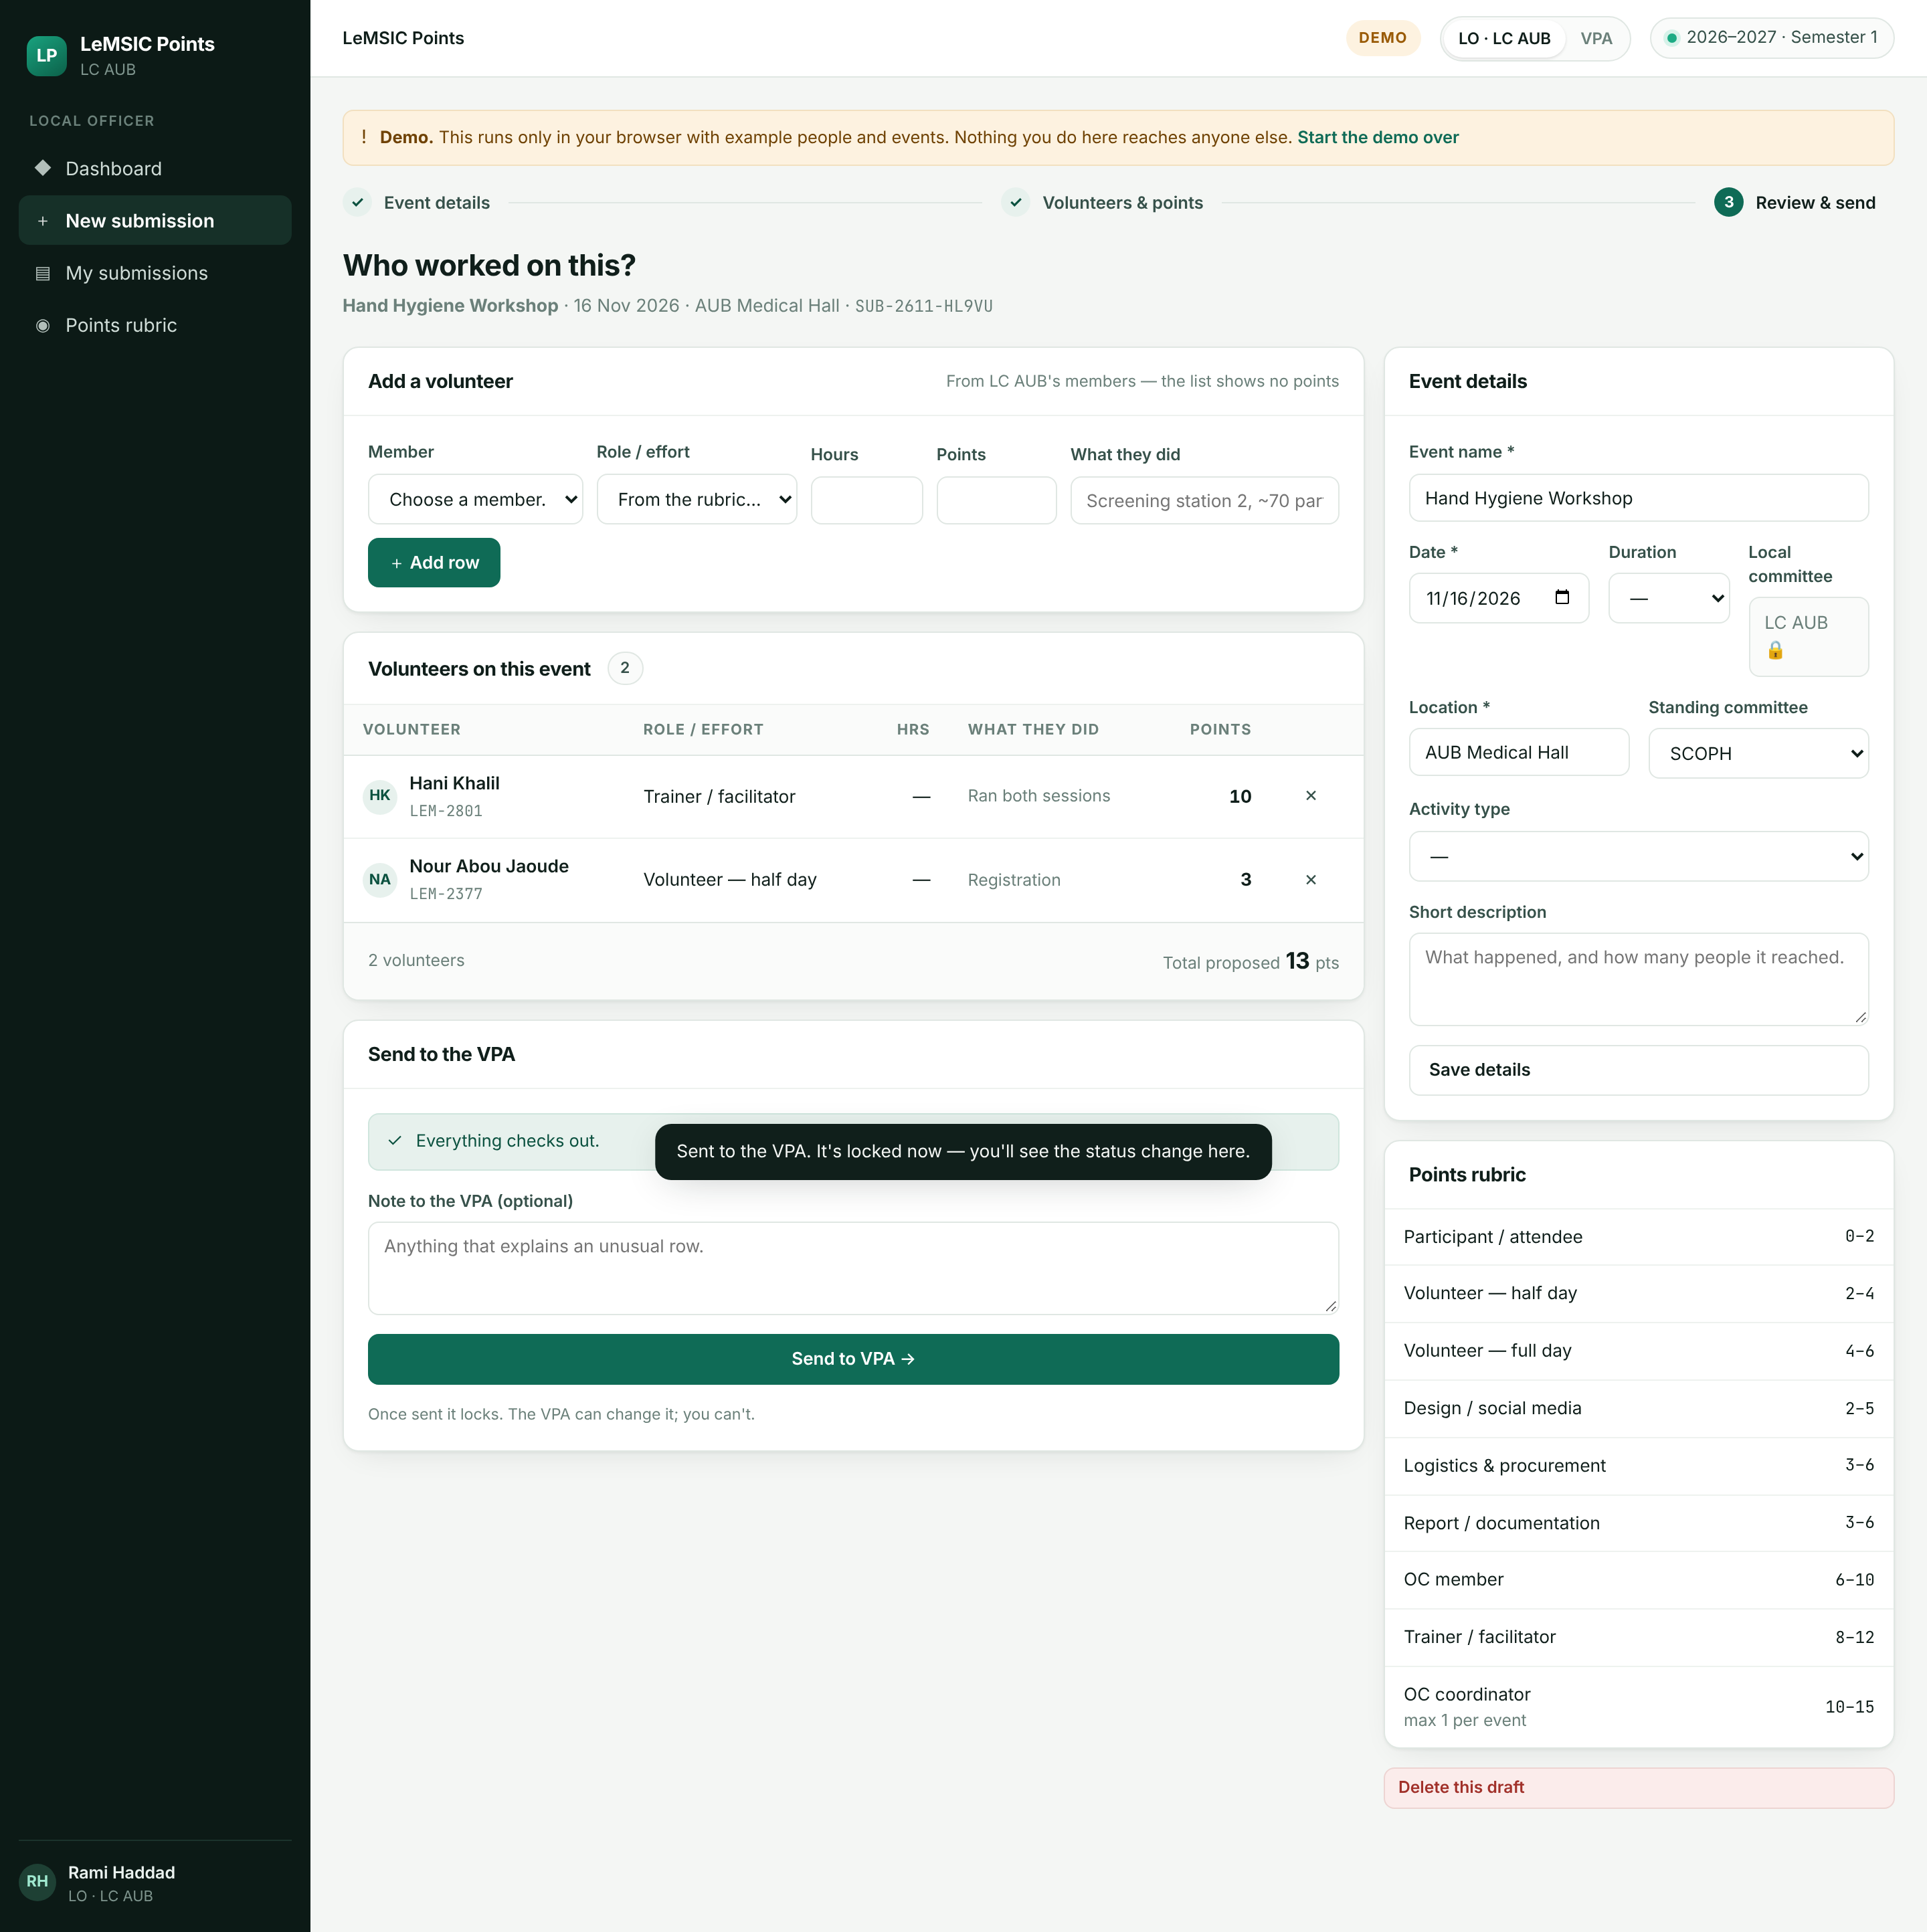 LP
LeMSIC Points
LC AUB
LOCAL OFFICER
Dashboard
+ New submission
My submissions
Points rubric
RH
Rami Haddad
LO · LC AUB
LeMSIC Points
DEMO
LO · LC AUB
VPA
2026–2027 · Semester 1
! Demo. This runs only in your browser with example people and events. Nothing you do here reaches anyone else. Start the demo over
✓ Event details
✓ Volunteers & points
3 Review & send
Who worked on this?
Hand Hygiene Workshop · 16 Nov 2026 · AUB Medical Hall · SUB-2611-HL9VU
Add a volunteer
From LC AUB's members — the list shows no points
Member
Role / effort
Hours
Points
What they did
Choose a member.
From the rubric...
Screening station 2, ~70 par
+ Add row
Volunteers on this event 2
VOLUNTEER
ROLE / EFFORT
HRS
WHAT THEY DID
POINTS
HK
Hani Khalil
LEM-2801
Trainer / facilitator
—
Ran both sessions
10
✕
NA
Nour Abou Jaoude
LEM-2377
Volunteer — half day
—
Registration
3
✕
2 volunteers
Total proposed 13 pts
Send to the VPA
✓ Everything checks out.
Sent to the VPA. It's locked now — you'll see the status change here.
Note to the VPA (optional)
Anything that explains an unusual row.
Send to VPA →
Once sent it locks. The VPA can change it; you can't.
Event details
Event name *
Hand Hygiene Workshop
Date *
Duration
Local
committee
11/16/2026
—
LC AUB
🔒
Location *
Standing committee
AUB Medical Hall
SCOPH
Activity type
—
Short description
What happened, and how many people it reached.
Save details
Points rubric
Participant / attendee 0–2
Volunteer — half day 2–4
Volunteer — full day 4–6
Design / social media 2–5
Logistics & procurement 3–6
Report / documentation 3–6
OC member 6–10
Trainer / facilitator 8–12
OC coordinator
max 1 per event
10–15
Delete this draft